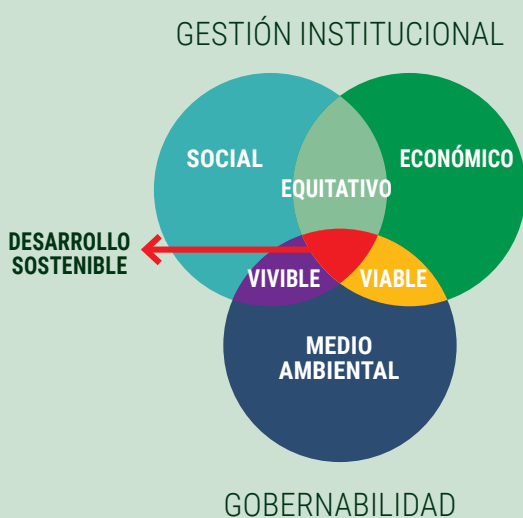 GESTIÓN INSTITUCIONAL
SOCIAL
ECONÓMICO
EQUITATIVO
DESARROLLO
SOSTENIBLE
VIVIBLE
VIABLE
MEDIO
AMBIENTAL
GOBERNABILIDAD